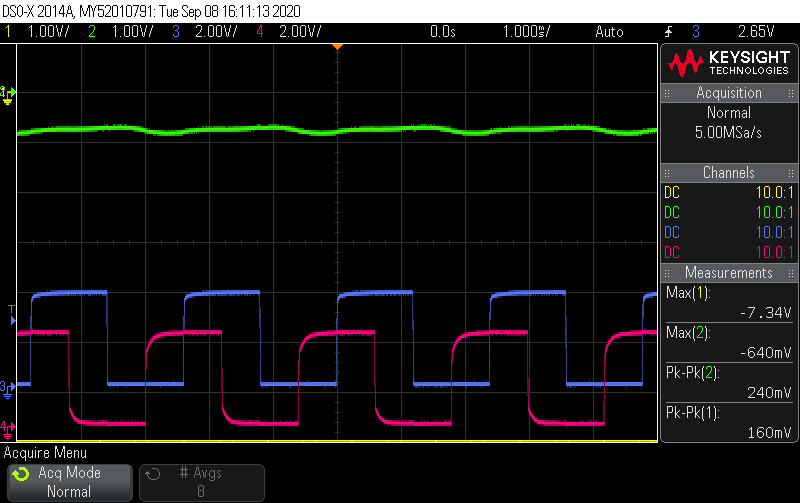 DSO-X 2014A, MY52010791: Tue Sep 08 16:11:13 2020
1 1.00V/ 2 1.00V/ 3 2.00V/ 4 2.00V/ 0.0s 1.000s/ Auto 3 2.65V
KEYSIGHT
TECHNOLOGIES
Acquisition
Normal
5.00MSa/s
Channels
DC 10.0:1
DC 10.0:1
DC 10.0:1
DC 10.0:1
Measurements
Max(1):
-7.34V
Max(2):
-640mV
Pk-Pk(2):
240mV
Pk-Pk(1):
160mV
T
3
4
Acquire Menu
Acq Mode
Normal
# Avgs
8